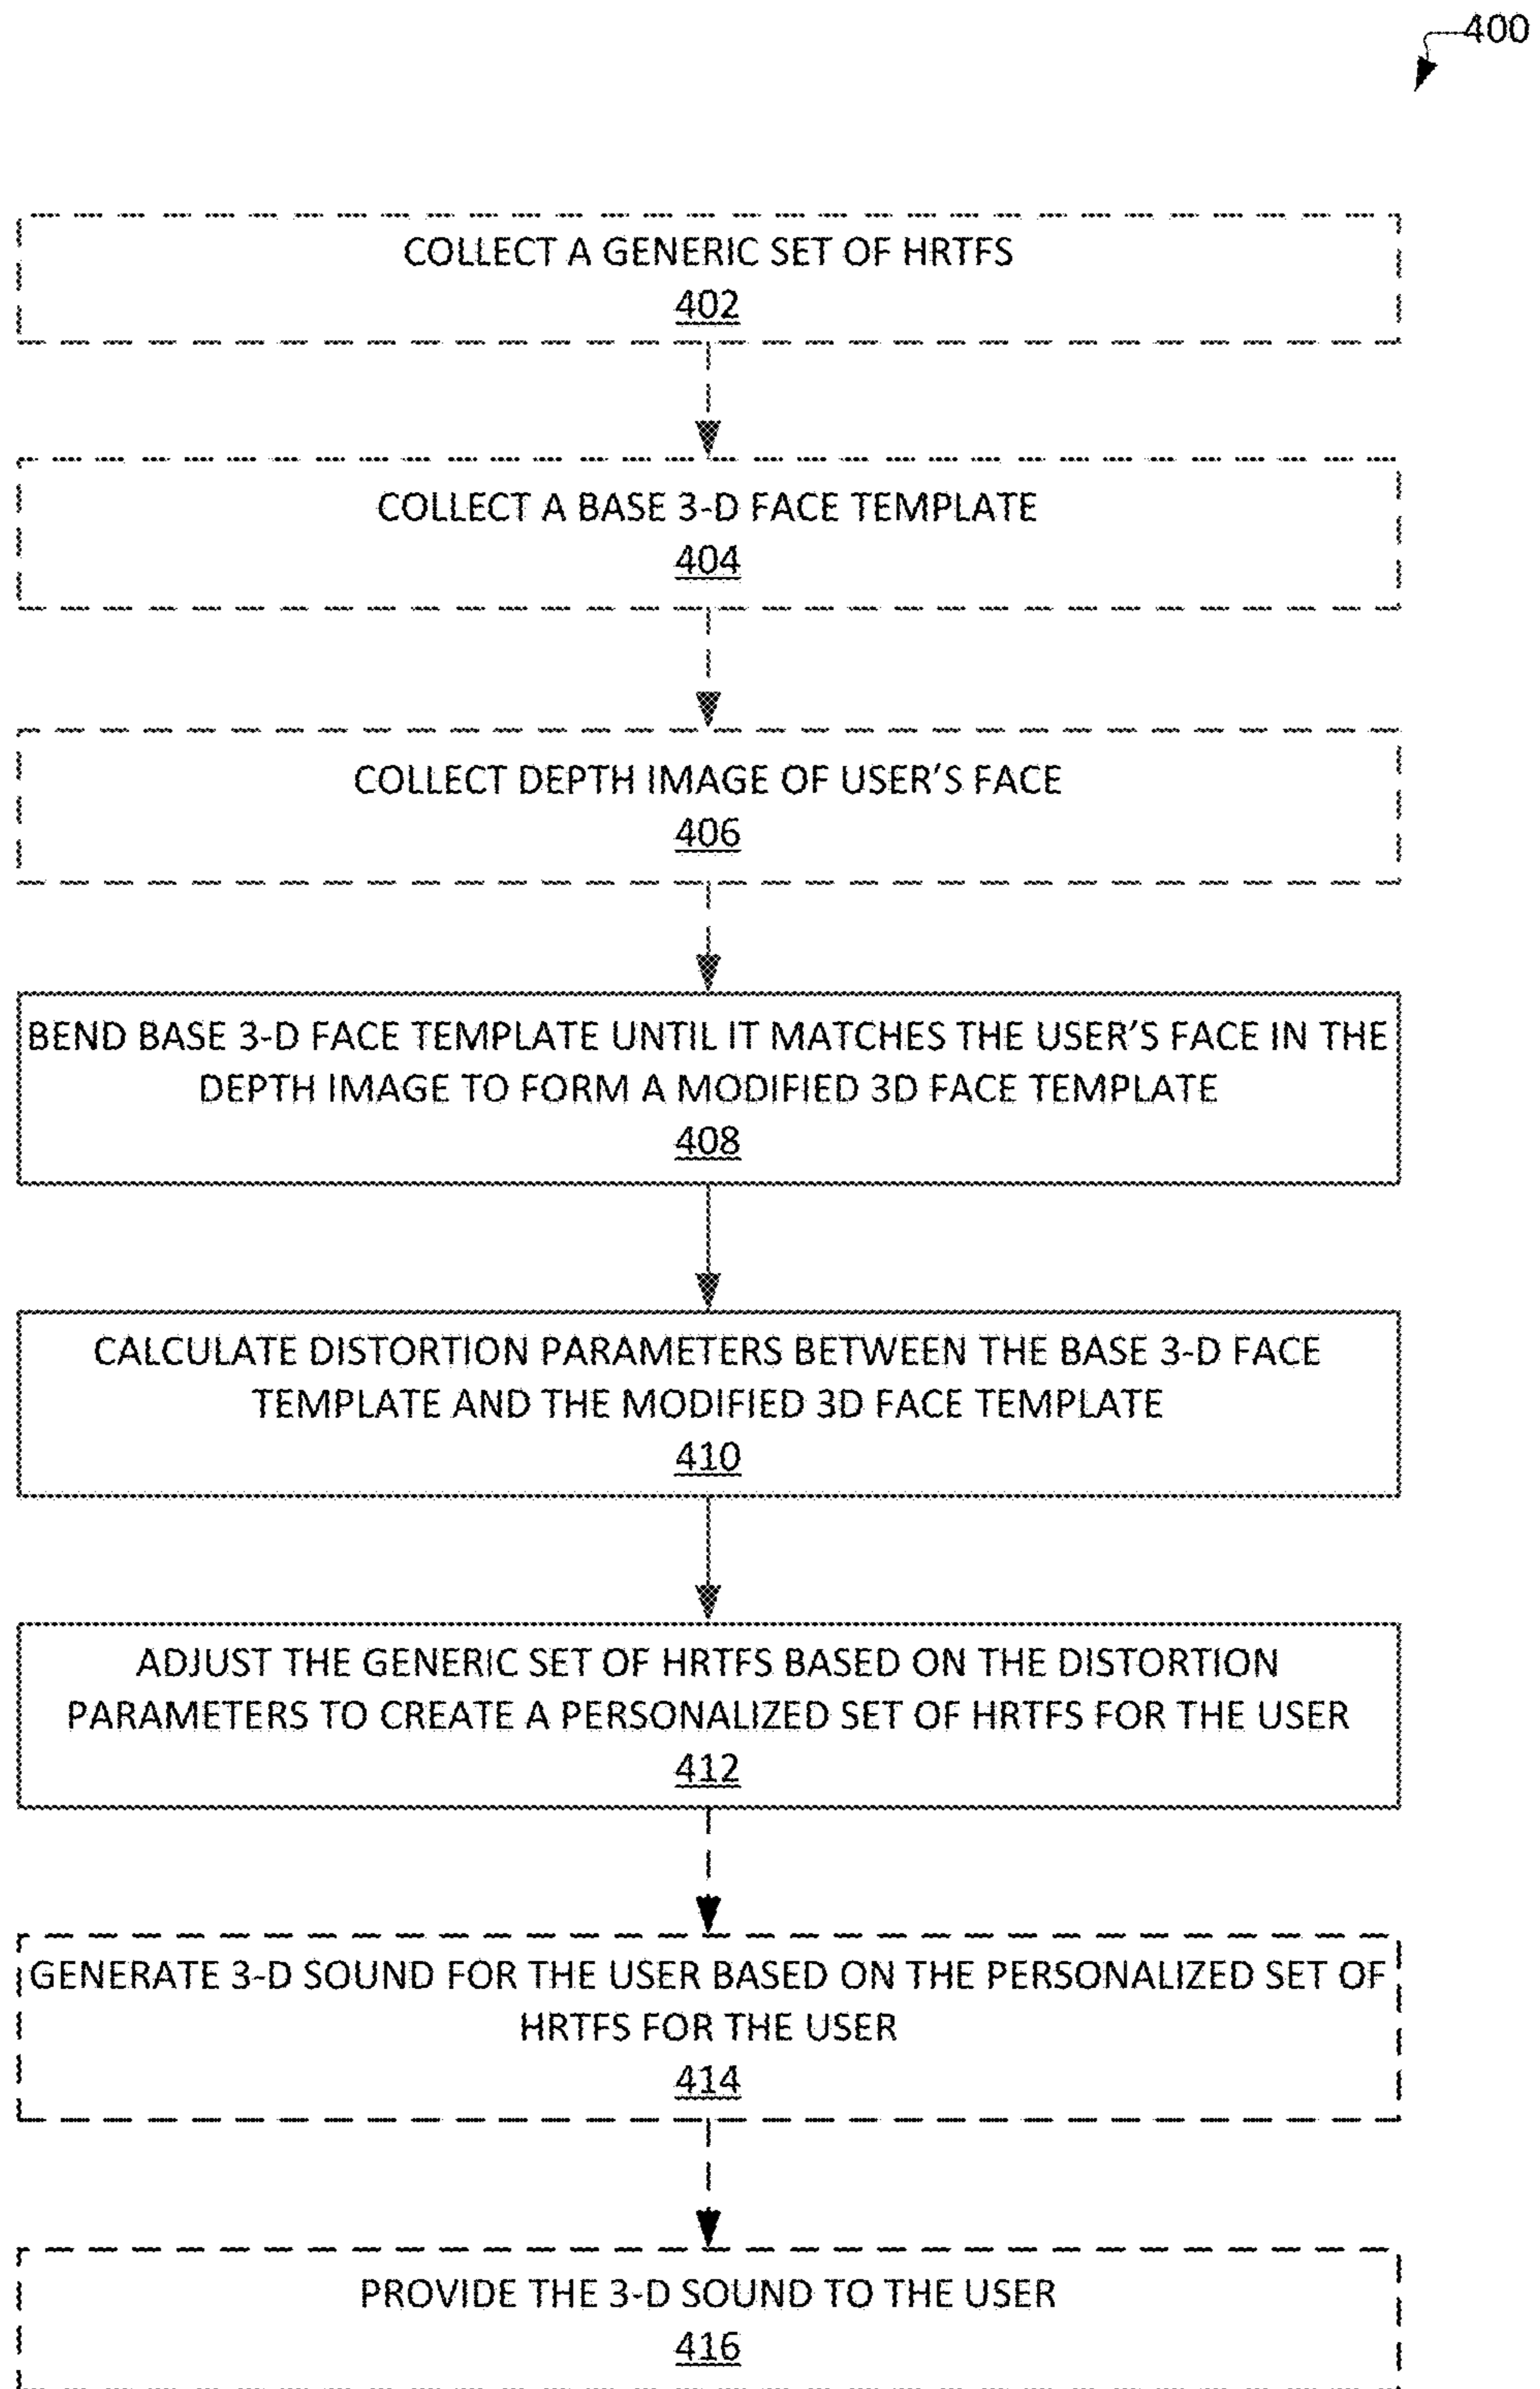 400
COLLECT A GENERIC SET OF HRTFS
402
COLLECT A BASE 3-D FACE TEMPLATE
404
COLLECT DEPTH IMAGE OF USER'S FACE
406
BEND BASE 3-D FACE TEMPLATE UNTIL IT MATCHES THE USER'S FACE IN THE
DEPTH IMAGE TO FORM A MODIFIED 3D FACE TEMPLATE
408
CALCULATE DISTORTION PARAMETERS BETWEEN THE BASE 3-D FACE
TEMPLATE AND THE MODIFIED 3D FACE TEMPLATE
410
ADJUST THE GENERIC SET OF HRTFS BASED ON THE DISTORTION
PARAMETERS TO CREATE A PERSONALIZED SET OF HRTFS FOR THE USER
412
GENERATE 3-D SOUND FOR THE USER BASED ON THE PERSONALIZED SET OF
HRTFS FOR THE USER
414
PROVIDE THE 3-D SOUND TO THE USER
416